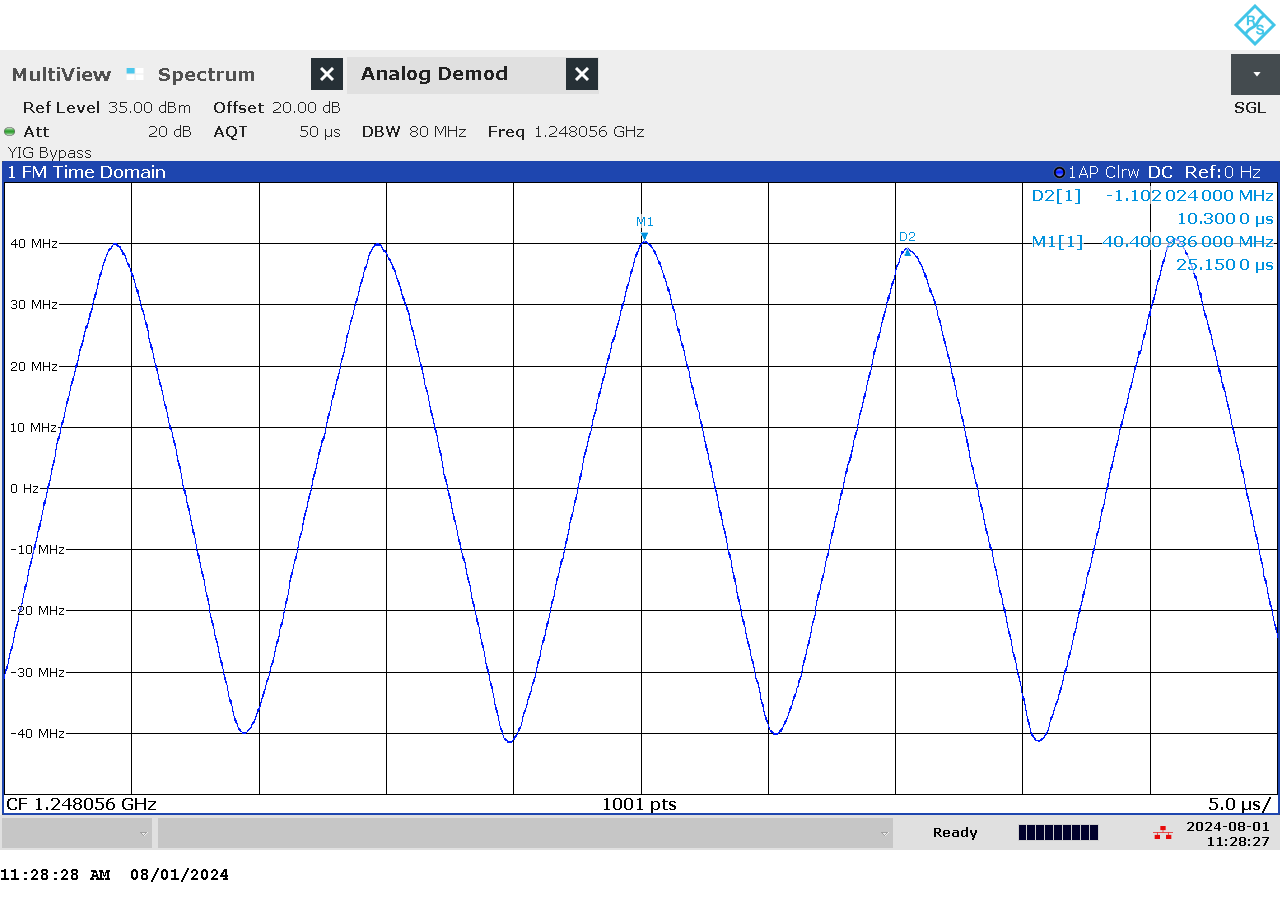 R/S
MultiView Spectrum Analog Demod
Ref Level 35.00 dBm Offset 20.00 dB SGL
Att 20 dB AQT 50 µs DBW 80 MHz Freq 1.248056 GHz
YIG Bypass
1 FM Time Domain 1AP Clrw DC Ref:0 Hz
D2[1] -1.102 024 000 MHz
10.300 0 µs
M1[1] 40.400 936 000 MHz
25.150 0 µs
M1
D2
40 MHz
30 MHz
20 MHz
10 MHz
0 Hz
-10 MHz
-20 MHz
-30 MHz
-40 MHz
CF 1.248056 GHz 1001 pts 5.0 µs/
Ready 2024-08-01
11:28:27
11:28:28 AM 08/01/2024